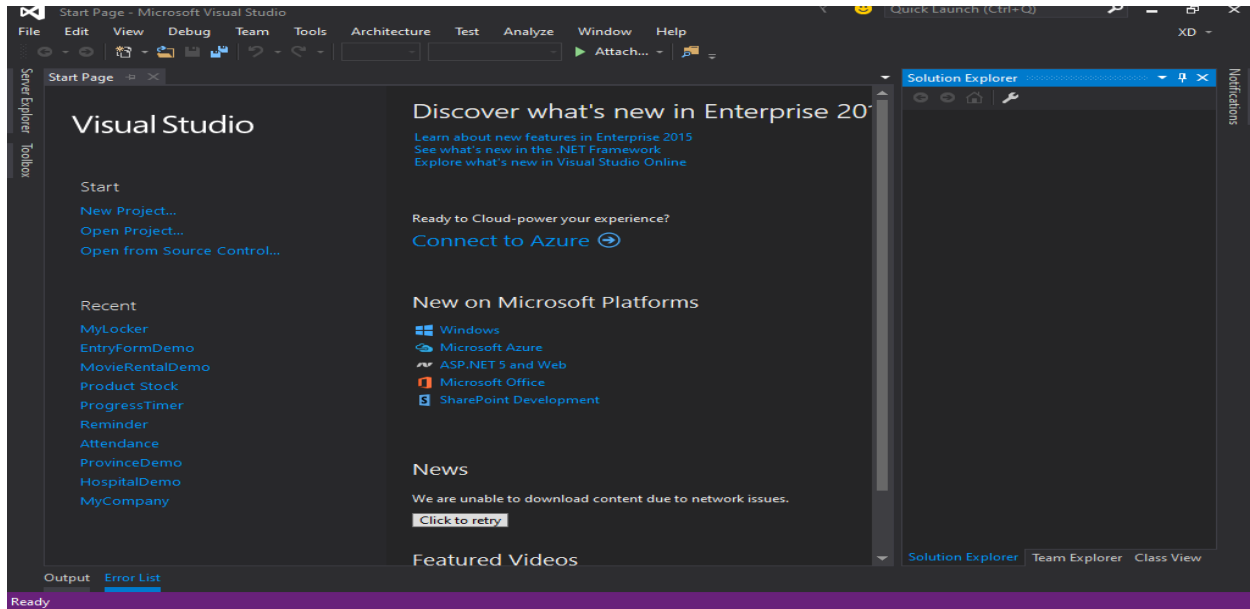 Start Page - Microsoft Visual Studio
Quick Launch (Ctrl+Q)
File Edit View Debug Team Tools Architecture Test Analyze Window Help
XD
Attach...
Server Explorer
Toolbox
Start Page
Visual Studio
Start
New Project...
Open Project...
Open from Source Control...
Recent
MyLocker
EntryFormDemo
MovieRentalDemo
Product Stock
ProgressTimer
Reminder
Attendance
ProvinceDemo
HospitalDemo
MyCompany
Discover what's new in Enterprise 201
Learn about new features in Enterprise 2015
See what's new in the .NET Framework
Explore what's new in Visual Studio Online
Ready to Cloud-power your experience?
Connect to Azure
New on Microsoft Platforms
Windows
Microsoft Azure
ASP.NET 5 and Web
Microsoft Office
SharePoint Development
News
We are unable to download content due to network issues.
Click to retry
Featured Videos
Solution Explorer
Solution Explorer Team Explorer Class View
Notifications
Output Error List
Ready